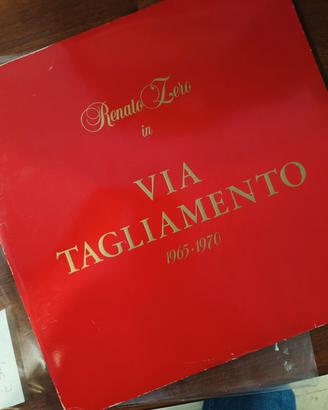 Renato Zero
in
VIA
TAGLIAMENTO
1965·1970